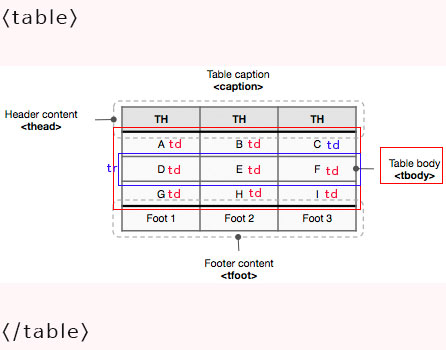 ⟨table⟩
Table caption
<caption>
Header content
<thead>
TH TH TH
A td B td C td
tr D td E td F td
G td H td I td
Table body
<tbody>
Foot 1 Foot 2 Foot 3
Footer content
<tfoot>
⟨/table⟩